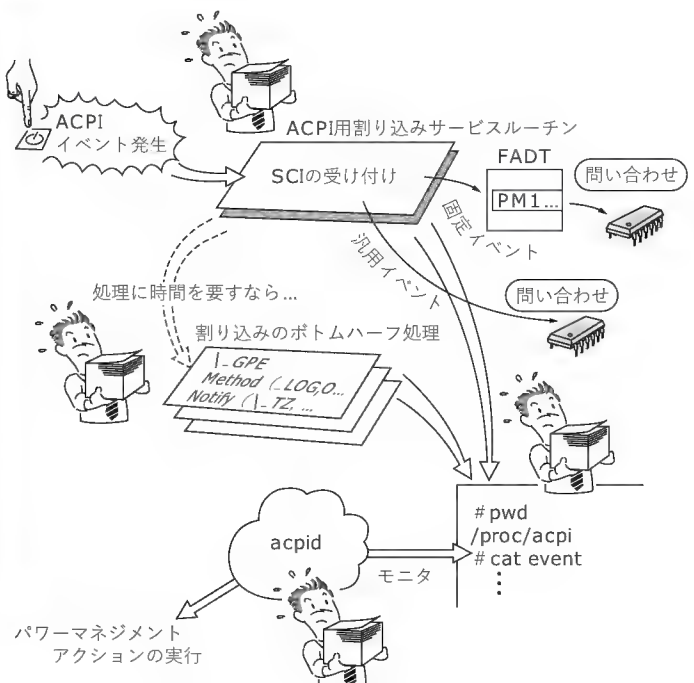 ACPI
イベント発生
ACPI用割り込みサービスルーチン
SCIの受け付け
FADT
PM1...
問い合わせ
固定イベント
汎用イベント
問い合わせ
処理に時間を要すなら...
割り込みのボトムハーフ処理
\_GPE
Method (_LOG,O...
Notify (\_TZ, ...
# pwd
/proc/acpi
# cat event
⋮
acpid
モニタ
パワーマネジメント
アクションの実行